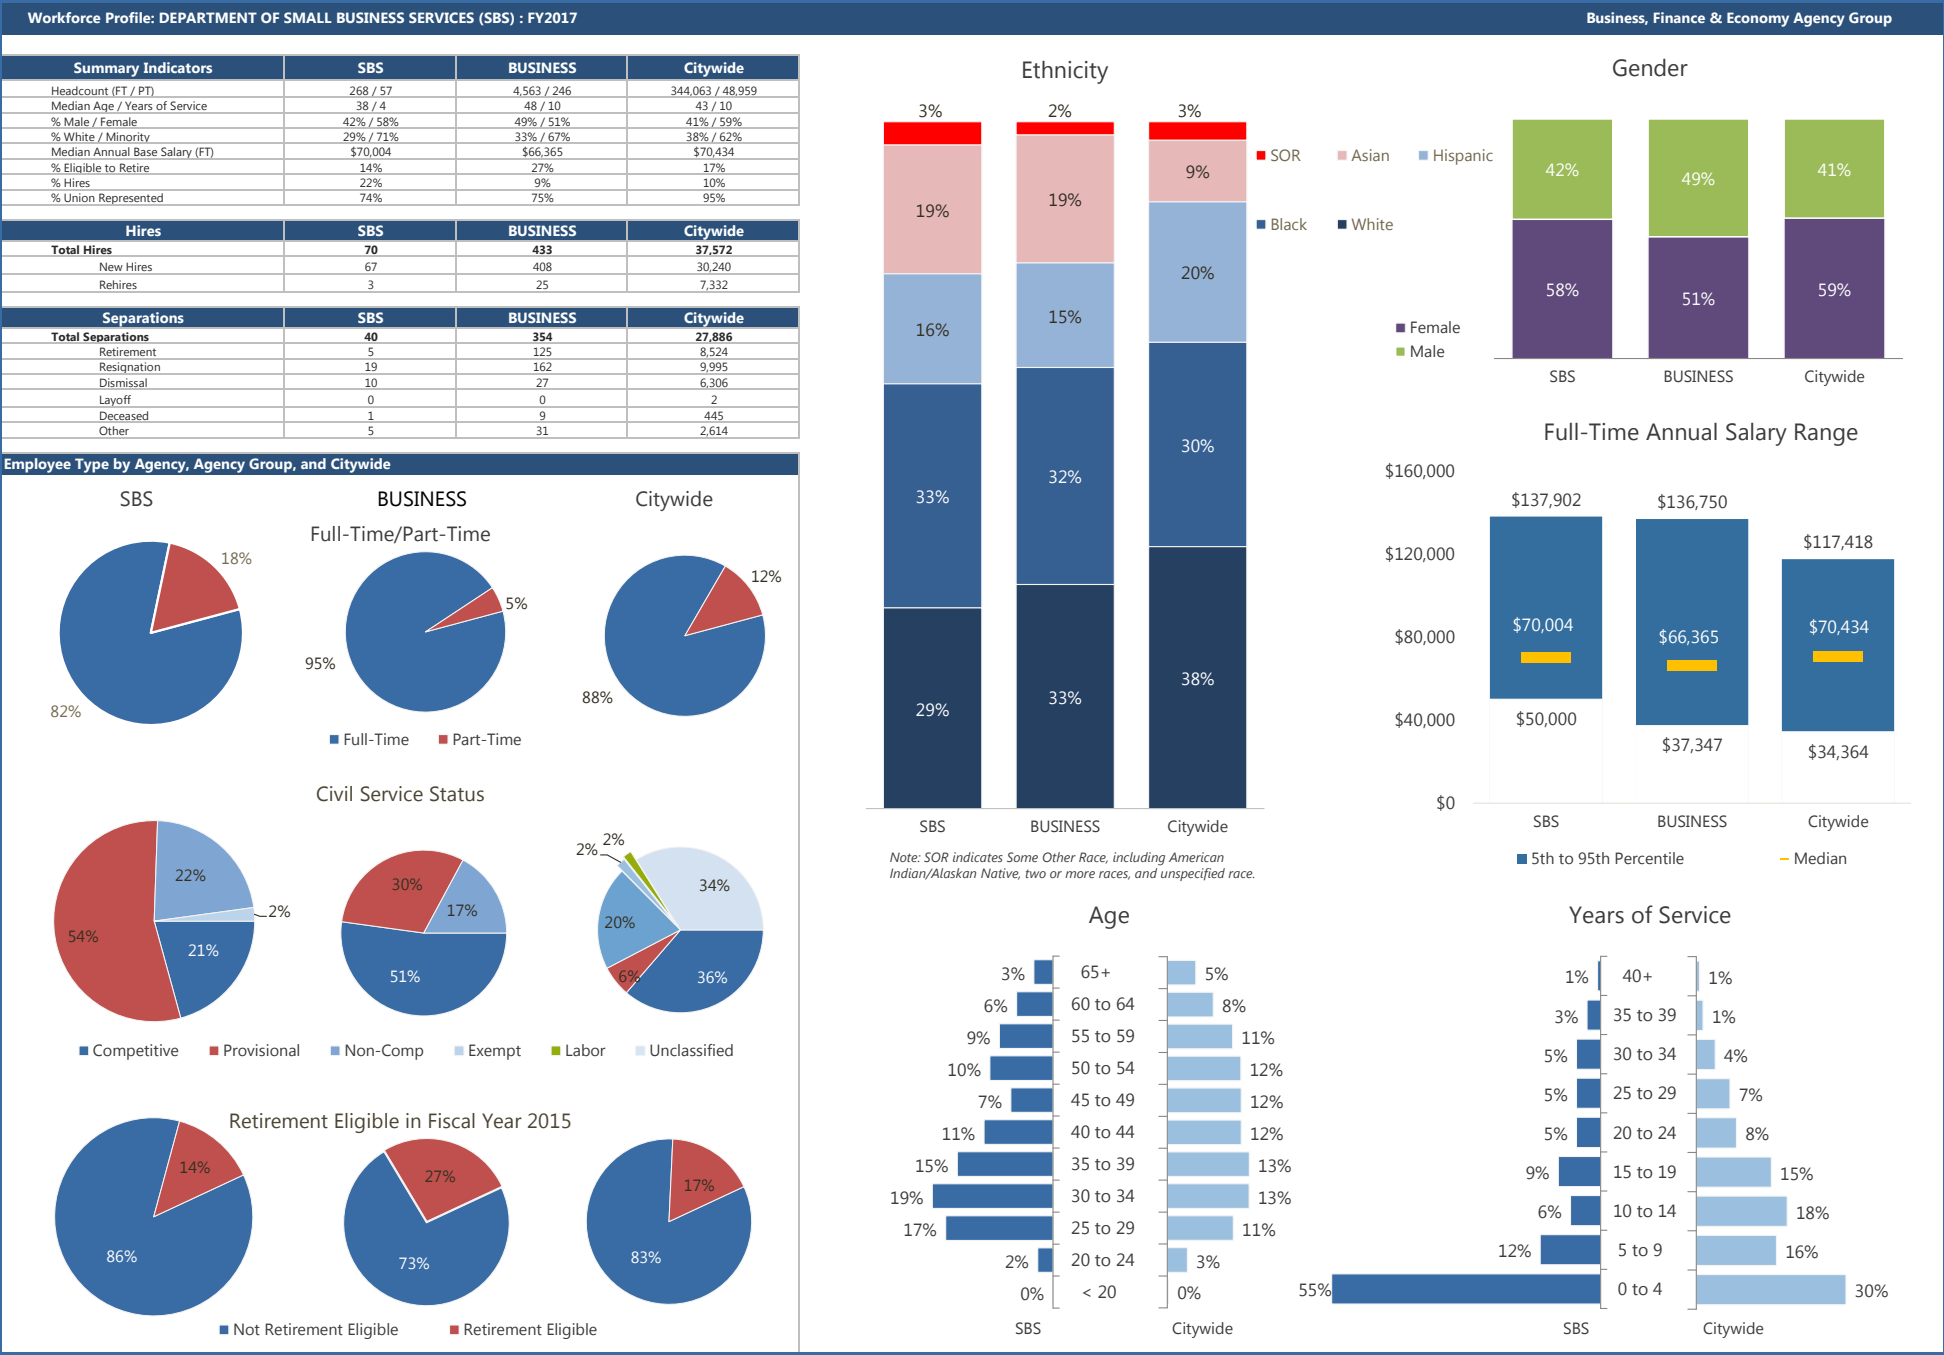 Workforce Profile: DEPARTMENT OF SMALL BUSINESS SERVICES (SBS) : FY2017
Business, Finance & Economy Agency Group
Summary Indicators SBS BUSINESS Citywide
Headcount (FT / PT) 268 / 57 4,563 / 246 344,063 / 48,959
Median Age / Years of Service 38 / 4 48 / 10 43 / 10
% Male / Female 42% / 58% 49% / 51% 41% / 59%
% White / Minority 29% / 71% 33% / 67% 38% / 62%
Median Annual Base Salary (FT) $70,004 $66,365 $70,434
% Eligible to Retire 14% 27% 17%
% Hires 22% 9% 10%
% Union Represented 74% 75% 95%
Hires SBS BUSINESS Citywide
Total Hires 70 433 37,572
New Hires 67 408 30,240
Rehires 3 25 7,332
Separations SBS BUSINESS Citywide
Total Separations 40 354 27,886
Retirement 5 125 8,524
Resignation 19 162 9,995
Dismissal 10 27 6,306
Layoff 0 0 2
Deceased 1 9 445
Other 5 31 2,614
Employee Type by Agency, Agency Group, and Citywide
SBS BUSINESS Citywide
Full-Time/Part-Time
18% 5% 12%
82% 95% 88%
Full-Time Part-Time
Civil Service Status
22% 2% 54% 21%
30% 17% 51%
2% 2% 34% 20% 6% 36%
Competitive Provisional Non-Comp Exempt Labor Unclassified
Retirement Eligible in Fiscal Year 2015
14% 27% 17%
86% 73% 83%
Not Retirement Eligible Retirement Eligible
Ethnicity
3% 2% 3%
19% 19% 9%
16% 15% 20%
33% 32% 30%
29% 33% 38%
SBS BUSINESS Citywide
SOR Asian Hispanic
Black White
Note: SOR indicates Some Other Race, including American
Indian/Alaskan Native, two or more races, and unspecified race.
Gender
42% 49% 41%
58% 51% 59%
Female
Male
SBS BUSINESS Citywide
Full-Time Annual Salary Range
$160,000
$120,000
$80,000
$40,000
$0
$137,902 $136,750 $117,418
$70,004 $66,365 $70,434
$50,000 $37,347 $34,364
SBS BUSINESS Citywide
5th to 95th Percentile Median
Age
3% 65+ 5%
6% 60 to 64 8%
9% 55 to 59 11%
10% 50 to 54 12%
7% 45 to 49 12%
11% 40 to 44 12%
15% 35 to 39 13%
19% 30 to 34 13%
17% 25 to 29 11%
2% 20 to 24 3%
0% < 20 0%
SBS Citywide
Years of Service
1% 40+ 1%
3% 35 to 39 1%
5% 30 to 34 4%
5% 25 to 29 7%
5% 20 to 24 8%
9% 15 to 19 15%
6% 10 to 14 18%
12% 5 to 9 16%
55% 0 to 4 30%
SBS Citywide